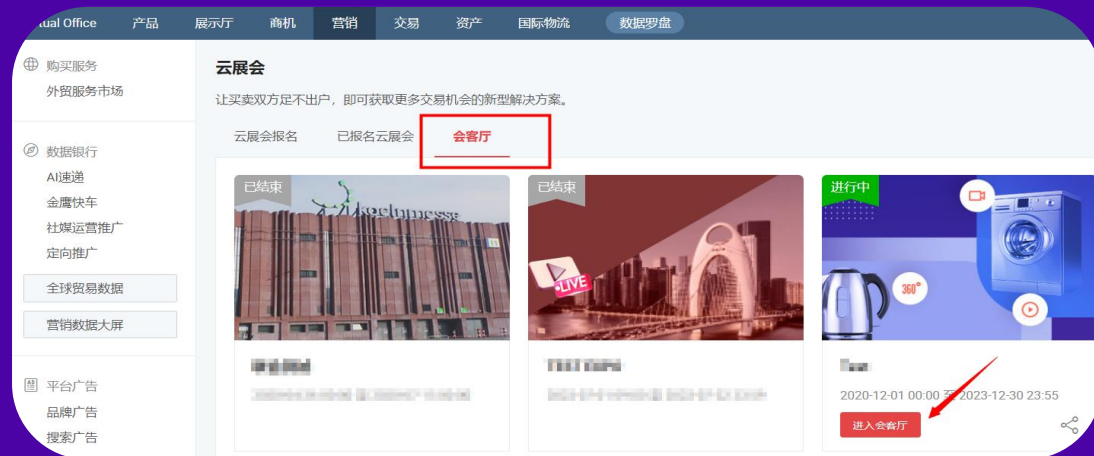 tual Office 产品 展示厅 商机 营销 交易 资产 国际物流 数据罗盘
购买服务
外贸服务市场
数据银行
AI速递
金鹰快车
社媒运营推广
定向推广
全球贸易数据
营销数据大屏
平台广告
品牌广告
搜索广告
云展会
让买卖双方足不出户，即可获取更多交易机会的新型解决方案。
云展会报名 已报名云展会 会客厅
已结束
koelnmesse
已结束
LIVE
进行中
360°
2020-12-01 00:00 至 2023-12-30 23:55
进入会客厅